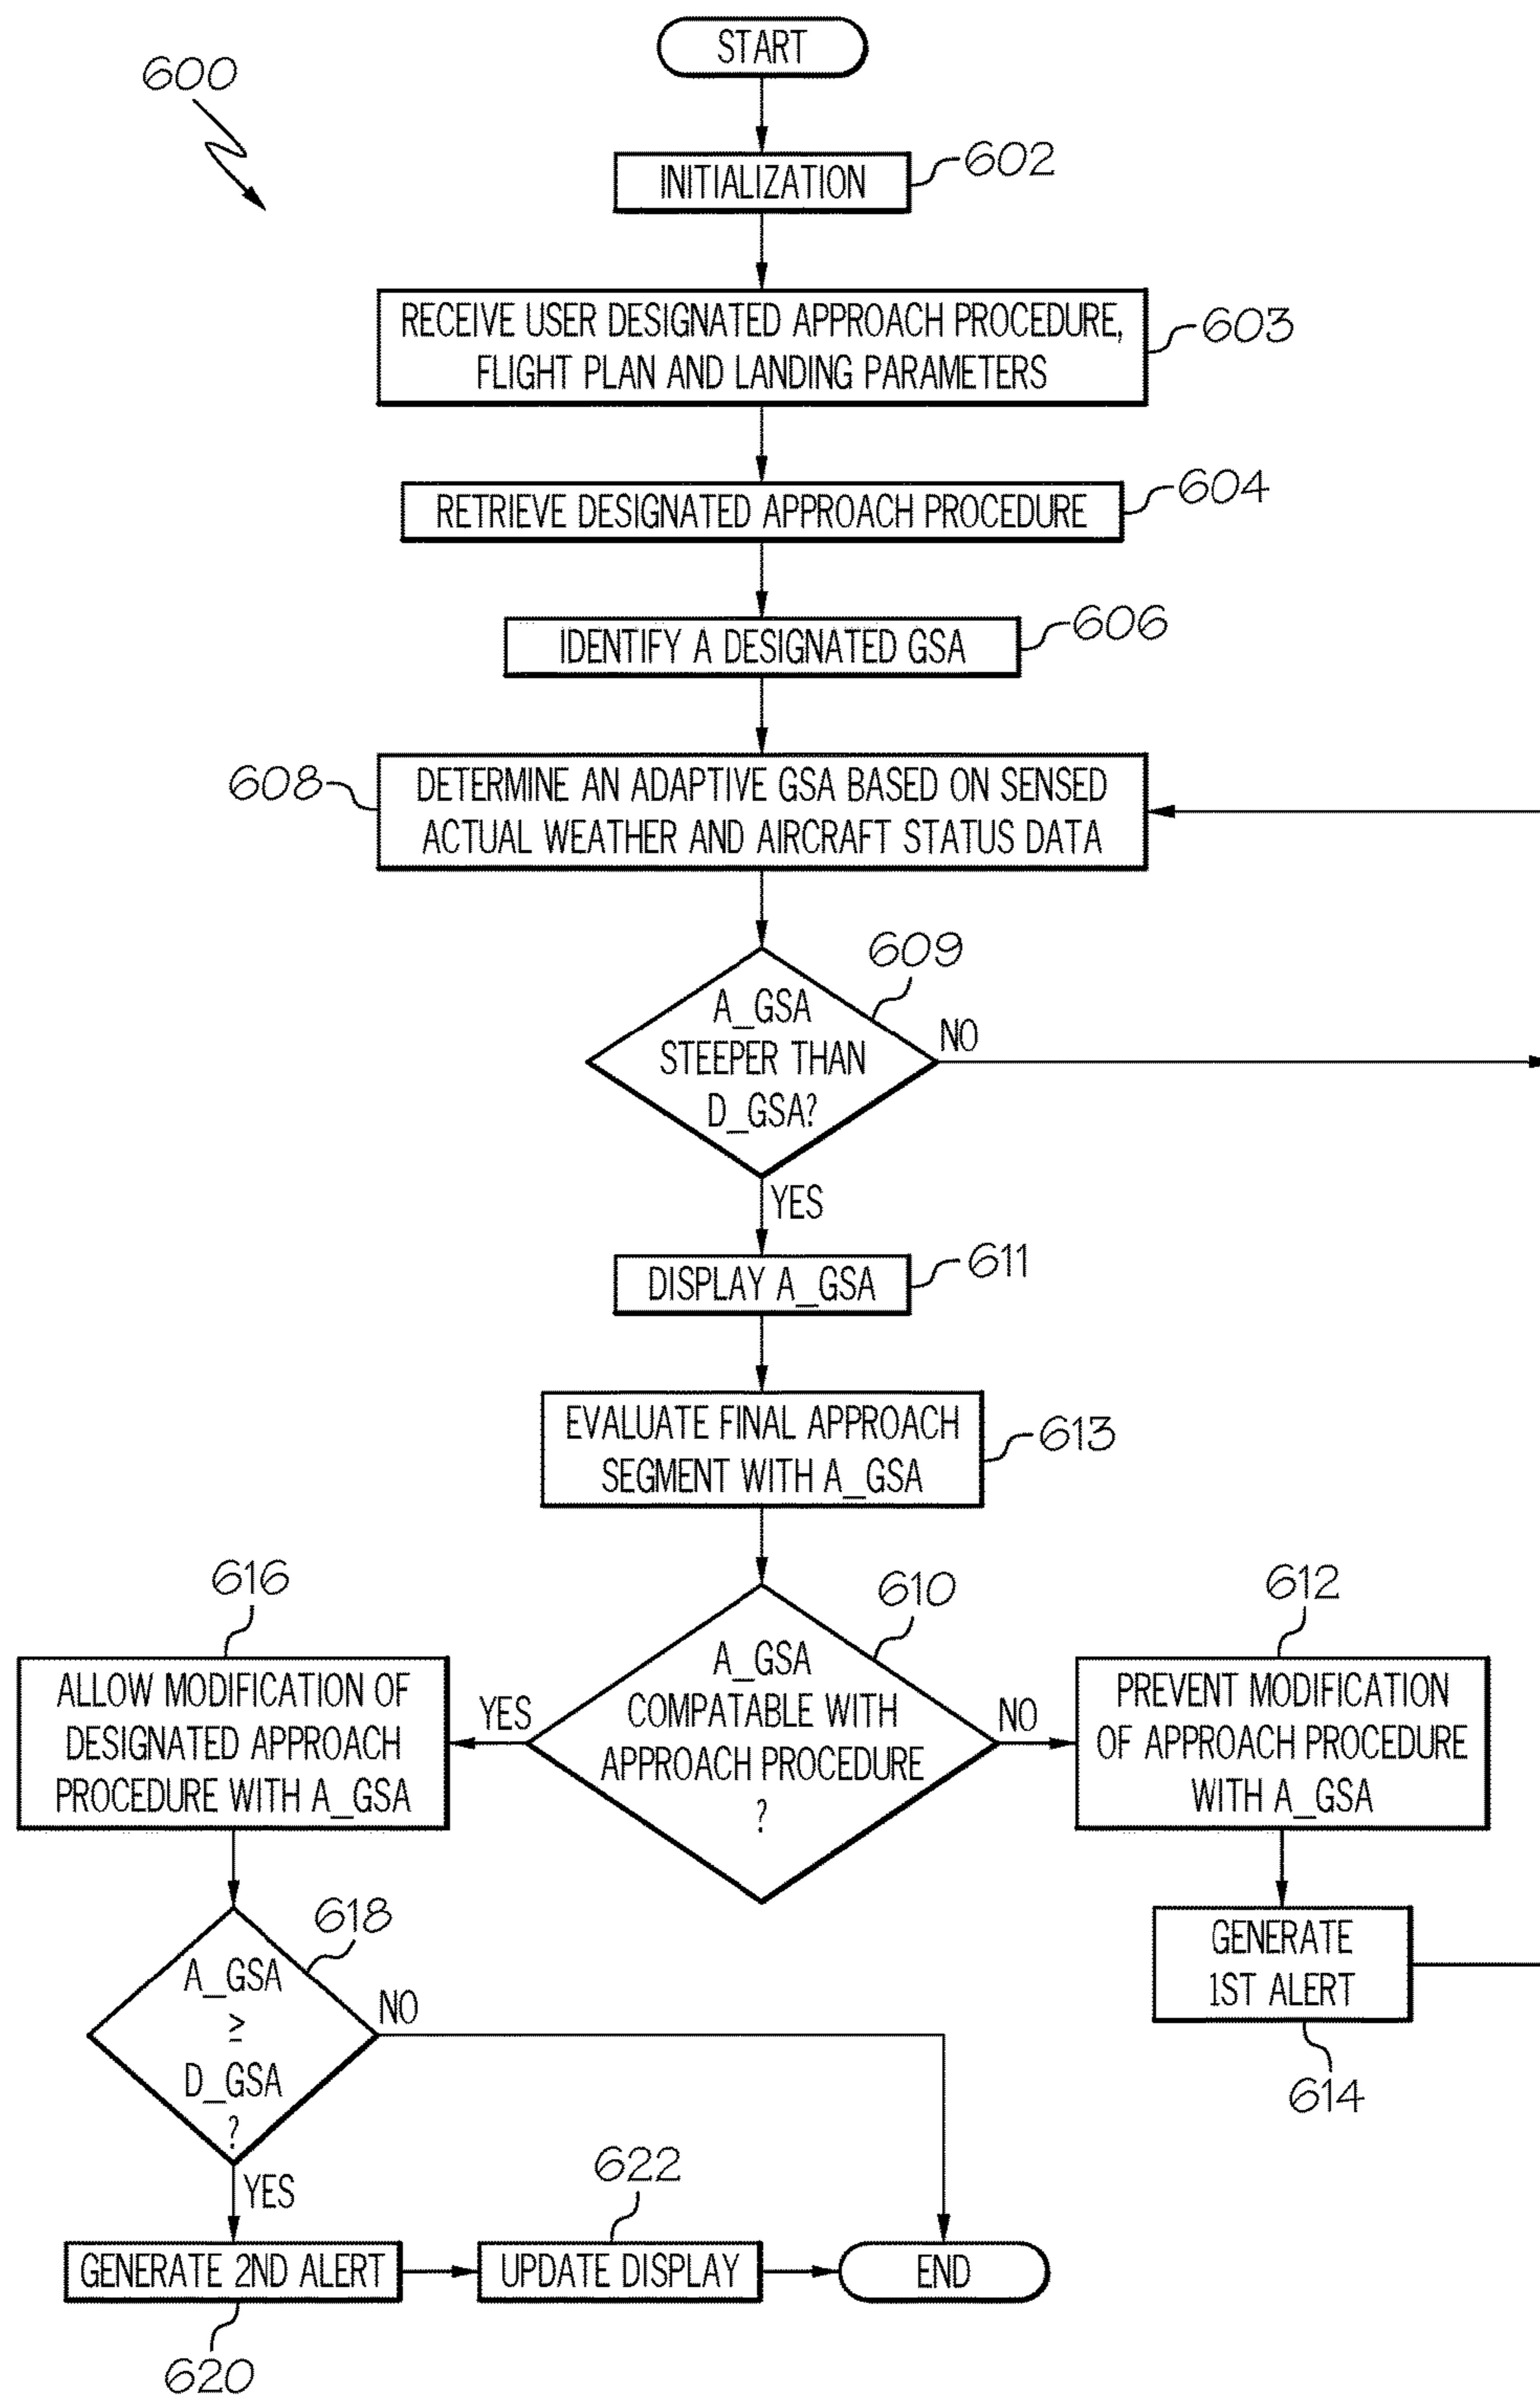 START
600
INITIALIZATION
602
RECEIVE USER DESIGNATED APPROACH PROCEDURE,
FLIGHT PLAN AND LANDING PARAMETERS
603
RETRIEVE DESIGNATED APPROACH PROCEDURE
604
IDENTIFY A DESIGNATED GSA
606
608
DETERMINE AN ADAPTIVE GSA BASED ON SENSED
ACTUAL WEATHER AND AIRCRAFT STATUS DATA
609
A_GSA
STEEPER THAN
D_GSA?
NO
YES
DISPLAY A_GSA
611
EVALUATE FINAL APPROACH
SEGMENT WITH A_GSA
613
610
A_GSA
COMPATABLE WITH
APPROACH PROCEDURE
?
YES
NO
616
ALLOW MODIFICATION OF
DESIGNATED APPROACH
PROCEDURE WITH A_GSA
612
PREVENT MODIFICATION
OF APPROACH PROCEDURE
WITH A_GSA
GENERATE
1ST ALERT
614
618
A_GSA
≥
D_GSA
?
NO
YES
GENERATE 2ND ALERT
620
622
UPDATE DISPLAY
END